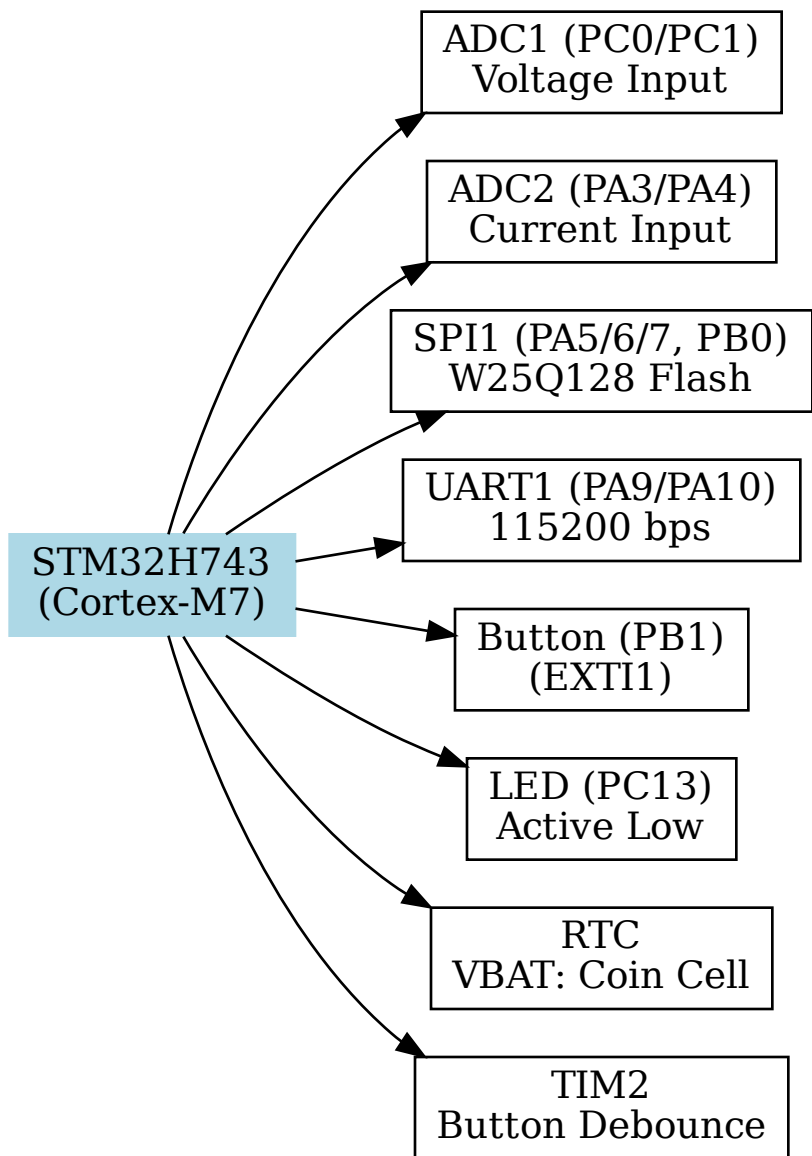 ADC1 (PC0/PC1)
Voltage Input
ADC2 (PA3/PA4)
Current Input
SPI1 (PA5/6/7, PB0)
W25Q128 Flash
UART1 (PA9/PA10)
115200 bps
STM32H743
(Cortex-M7)
Button (PB1)
(EXTI1)
LED (PC13)
Active Low
RTC
VBAT: Coin Cell
TIM2
Button Debounce